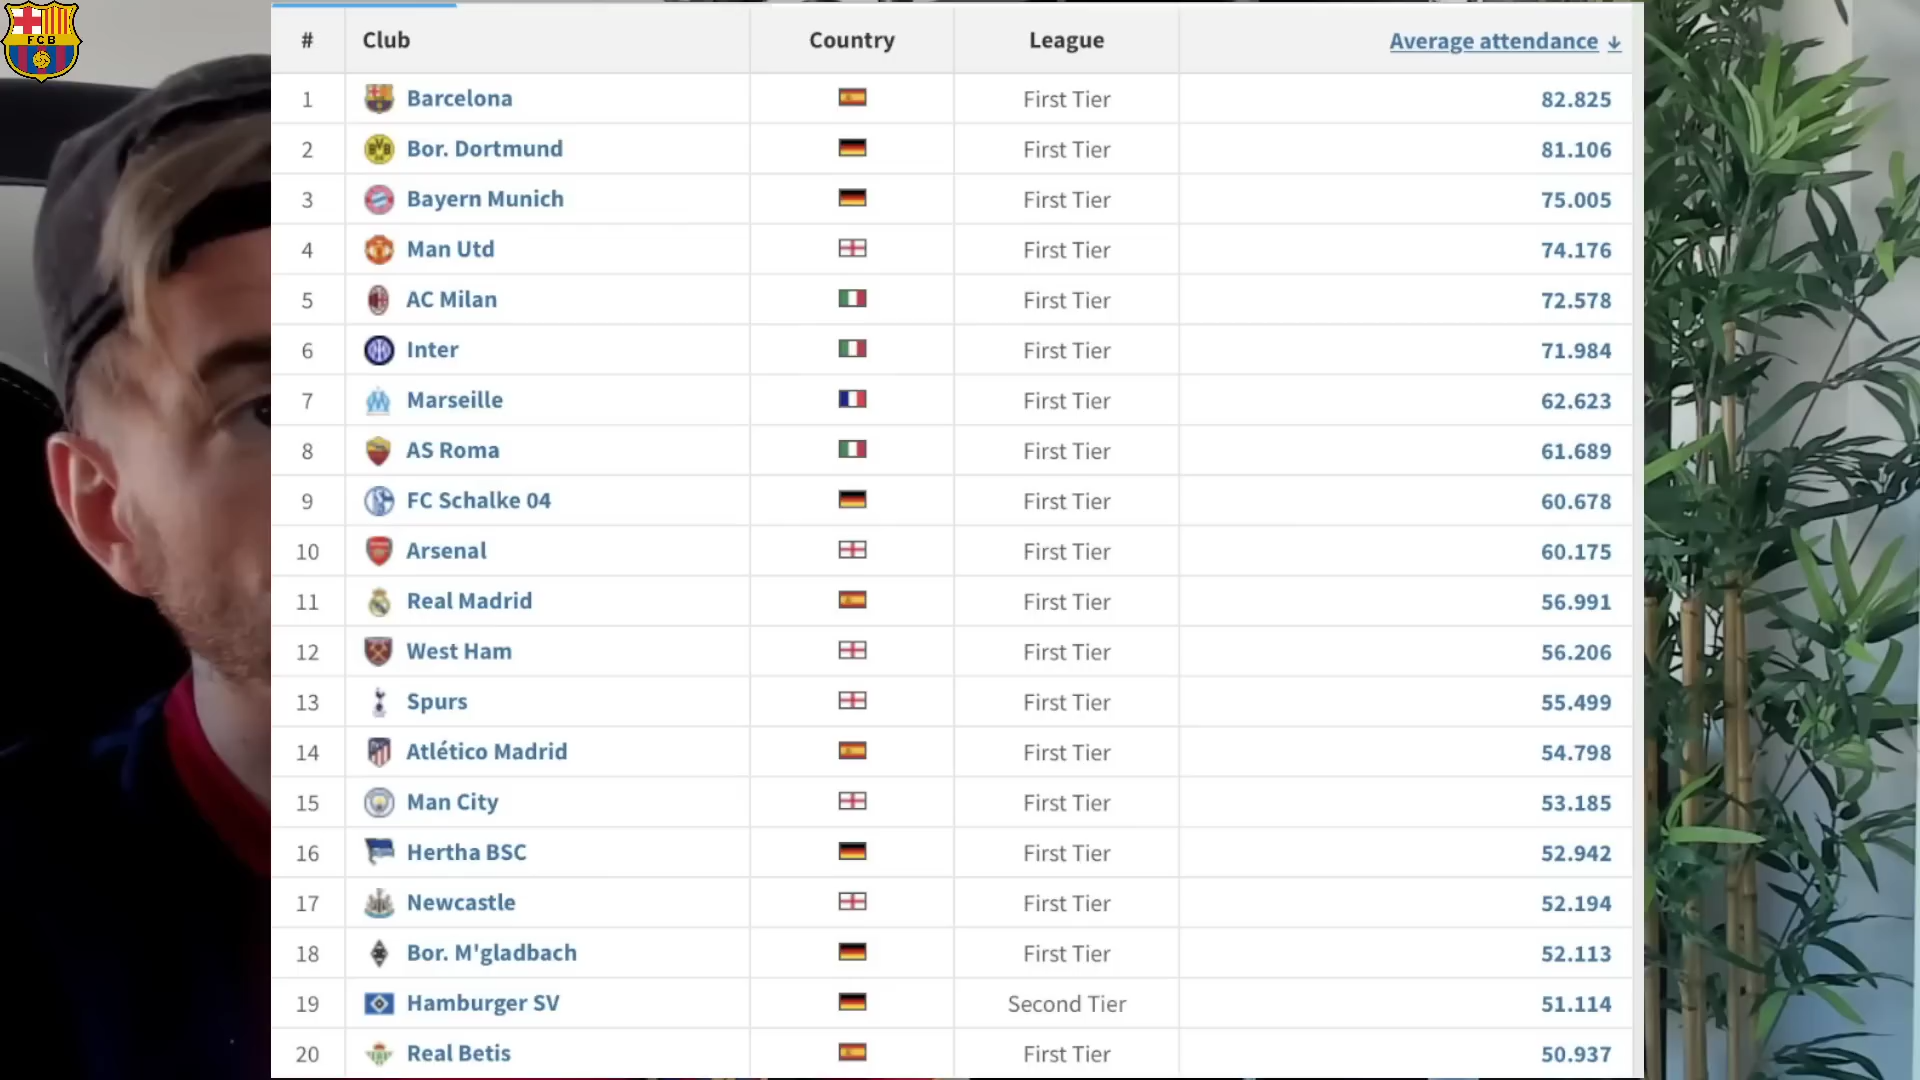 FCB
# Club Country League Average attendance ↓
1 Barcelona First Tier 82.825
2 Bor. Dortmund First Tier 81.106
3 Bayern Munich First Tier 75.005
4 Man Utd First Tier 74.176
5 AC Milan First Tier 72.578
6 Inter First Tier 71.984
7 Marseille First Tier 62.623
8 AS Roma First Tier 61.689
9 FC Schalke 04 First Tier 60.678
10 Arsenal First Tier 60.175
11 Real Madrid First Tier 56.991
12 West Ham First Tier 56.206
13 Spurs First Tier 55.499
14 Atlético Madrid First Tier 54.798
15 Man City First Tier 53.185
16 Hertha BSC First Tier 52.942
17 Newcastle First Tier 52.194
18 Bor. M'gladbach First Tier 52.113
19 Hamburger SV Second Tier 51.114
20 Real Betis First Tier 50.937